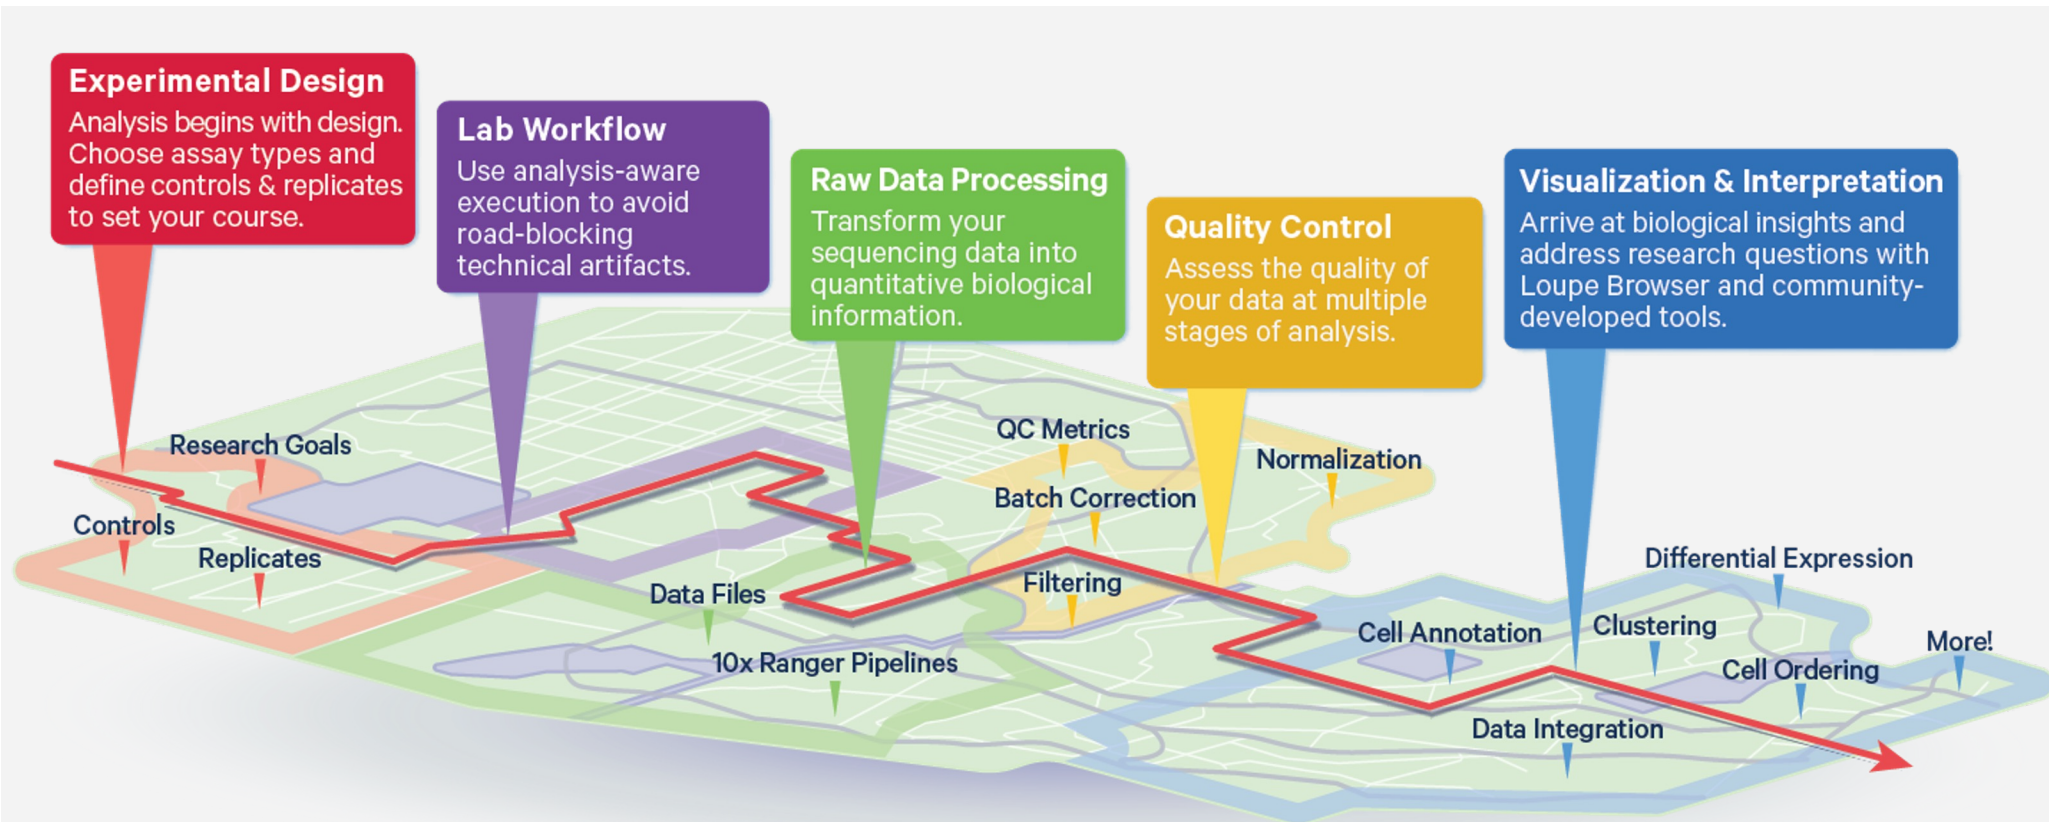 Experimental Design
Analysis begins with design.
Choose assay types and
define controls & replicates
to set your course.
Lab Workflow
Use analysis-aware
execution to avoid
road-blocking
technical artifacts.
Raw Data Processing
Transform your
sequencing data into
quantitative biological
information.
Quality Control
Assess the quality of
your data at multiple
stages of analysis.
Visualization & Interpretation
Arrive at biological insights and
address research questions with
Loupe Browser and community-
developed tools.
Research Goals
Controls
Replicates
Data Files
10x Ranger Pipelines
QC Metrics
Batch Correction
Filtering
Normalization
Cell Annotation
Clustering
Differential Expression
Cell Ordering
More!
Data Integration